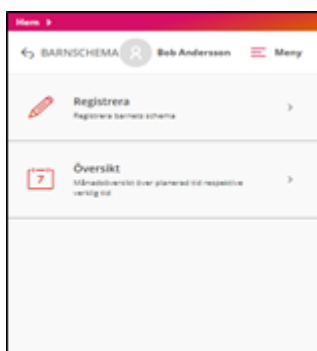 Hem
BARNSCHEMA Bob Andersson Meny
Registrera
Registrera barnets schema
7
Översikt
Månadsöversikt över planerad tid respektive
verklig tid